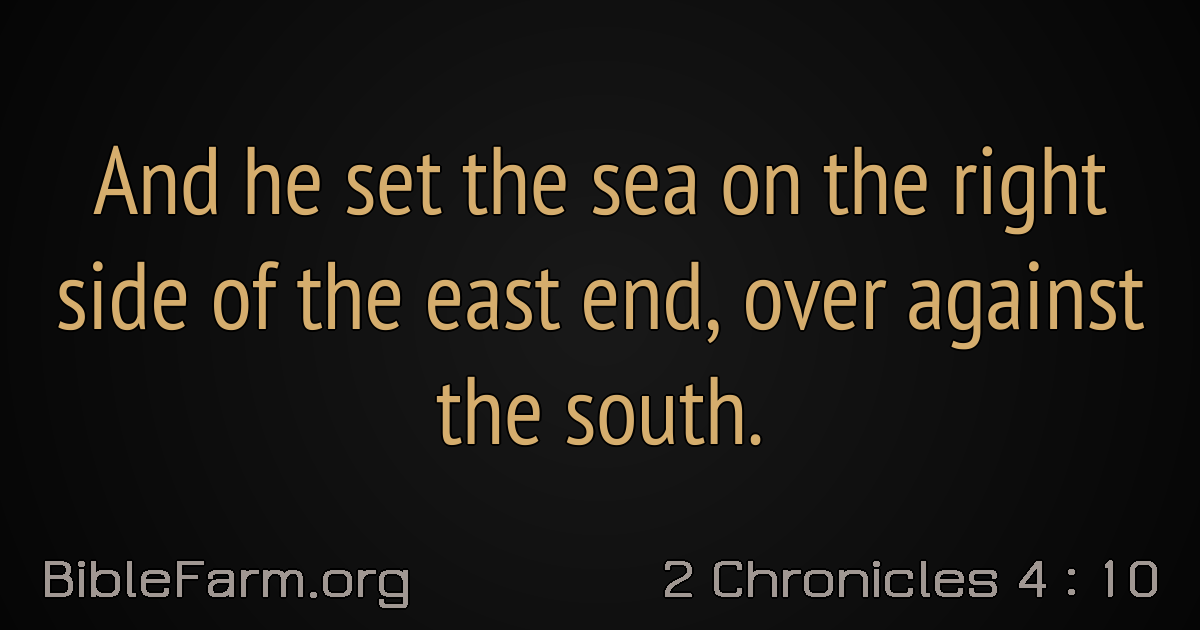 And he set the sea on the right
side of the east end, over against
the south.
BibleFarm.org
2 Chronicles 4 : 10